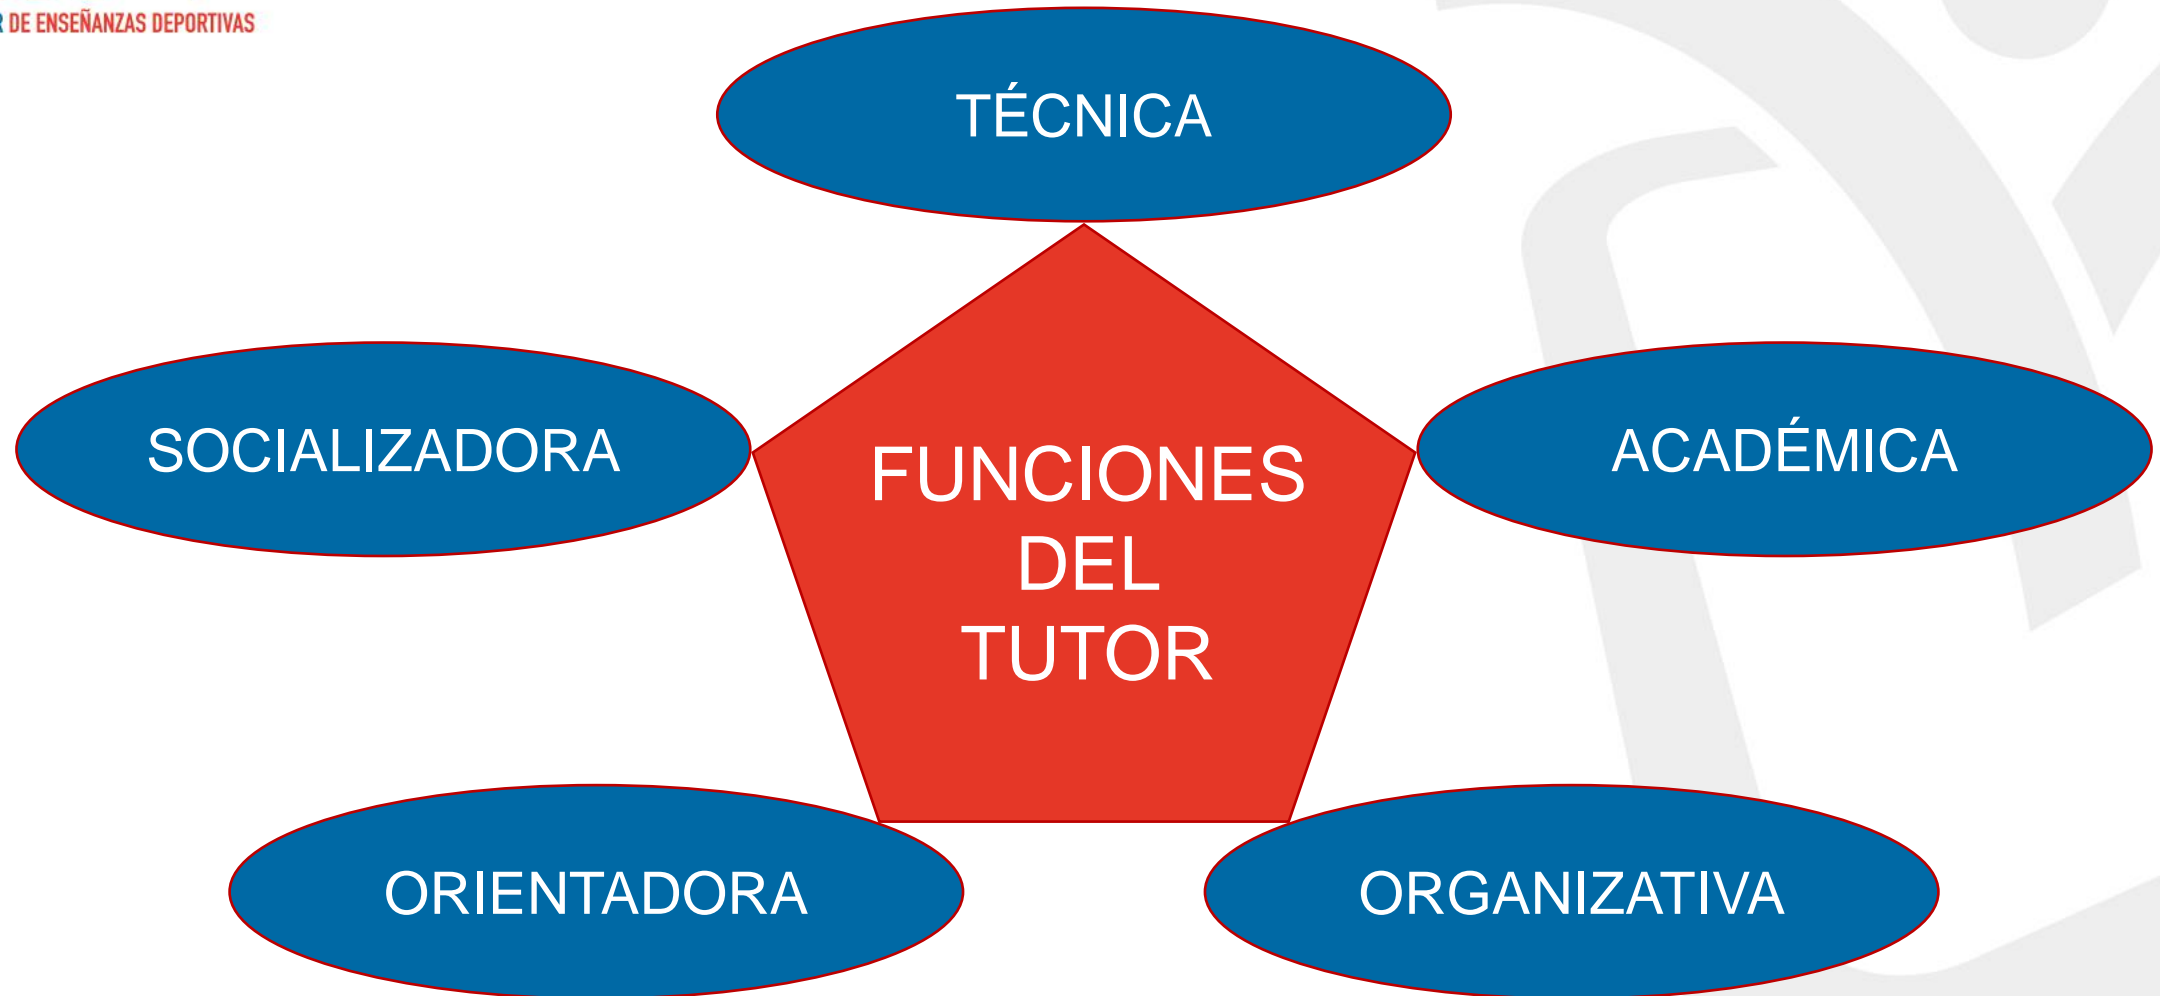 DE ENSEÑANZAS DEPORTIVAS
TÉCNICA
SOCIALIZADORA
ACADÉMICA
FUNCIONES
DEL
TUTOR
ORIENTADORA
ORGANIZATIVA